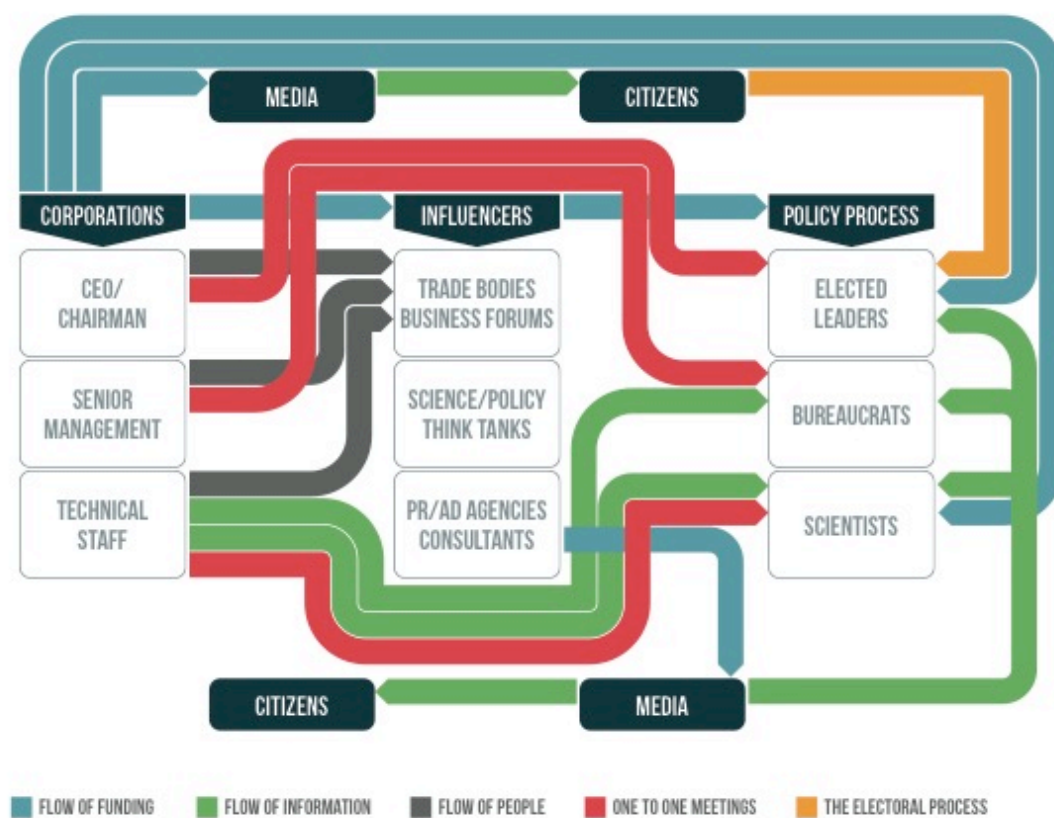 MEDIA
CITIZENS
CORPORATIONS
INFLUENCERS
POLICY PROCESS
CEO/
CHAIRMAN
TRADE BODIES
BUSINESS FORUMS
ELECTED
LEADERS
SENIOR
MANAGEMENT
SCIENCE/POLICY
THINK TANKS
BUREAUCRATS
TECHNICAL
STAFF
PR/AD AGENCIES
CONSULTANTS
SCIENTISTS
CITIZENS
MEDIA
FLOW OF FUNDING
FLOW OF INFORMATION
FLOW OF PEOPLE
ONE TO ONE MEETINGS
THE ELECTORAL PROCESS